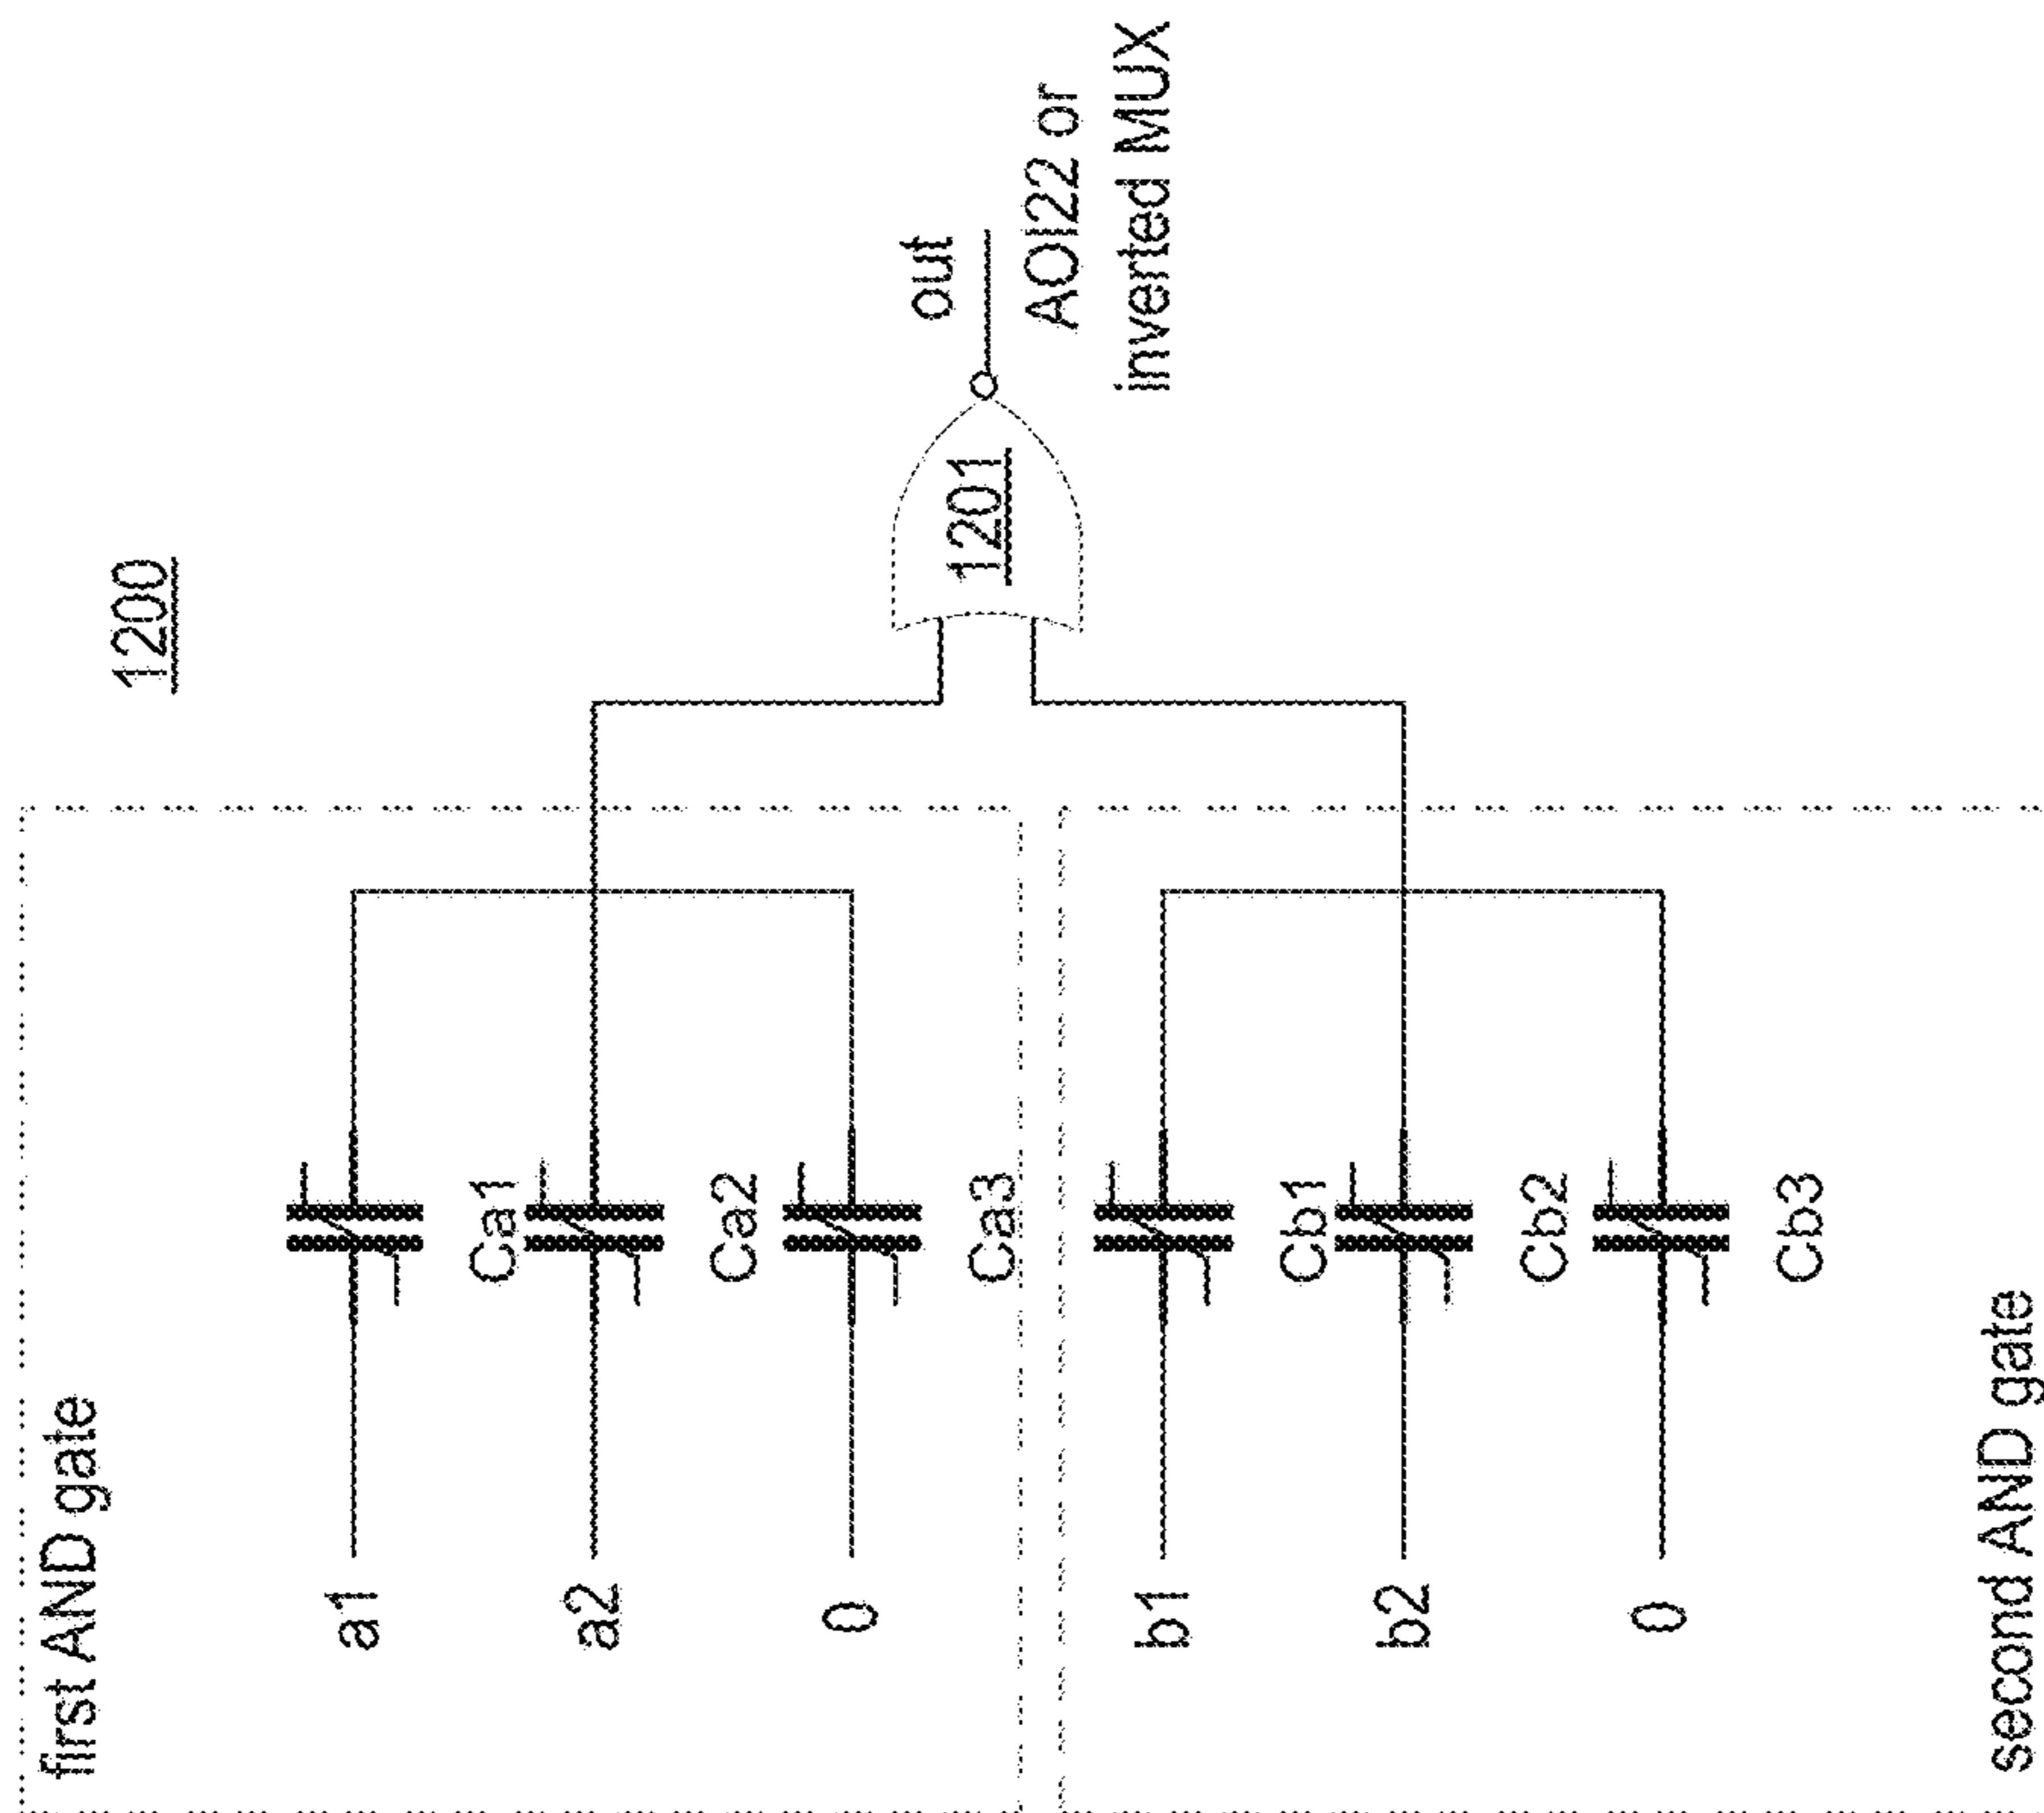 1200
first AND gate
a1
Ca1
a2
Ca2
0
Ca3
b1
Cb1
b2
Cb2
0
Cb3
second AND gate
1201
out
AOI22 or
inverted MUX